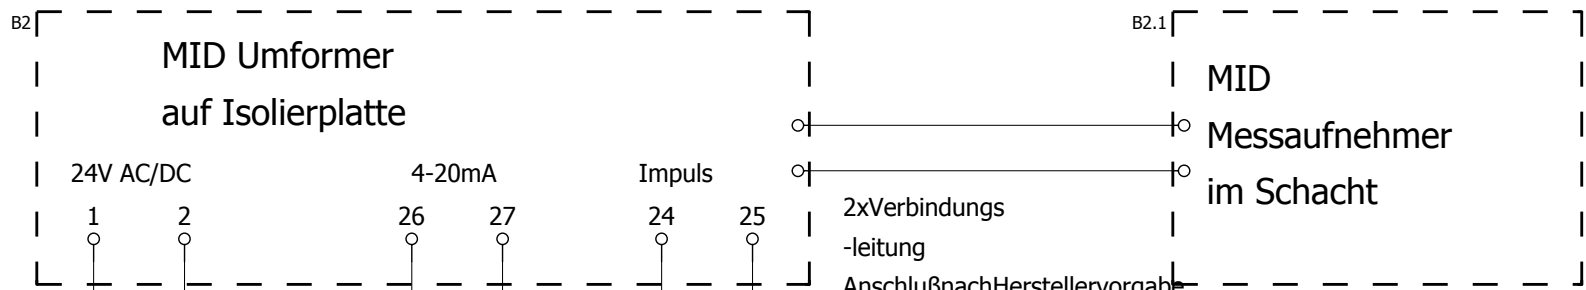 B2
MID Umformer
auf Isolierplatte
24V AC/DC 4-20mA Impuls
1 2 26 27 24 25
2xVerbindungs
-leitung
AnschlußnachHerstellervorgabe
B2.1
MID
Messaufnehmer
im Schacht